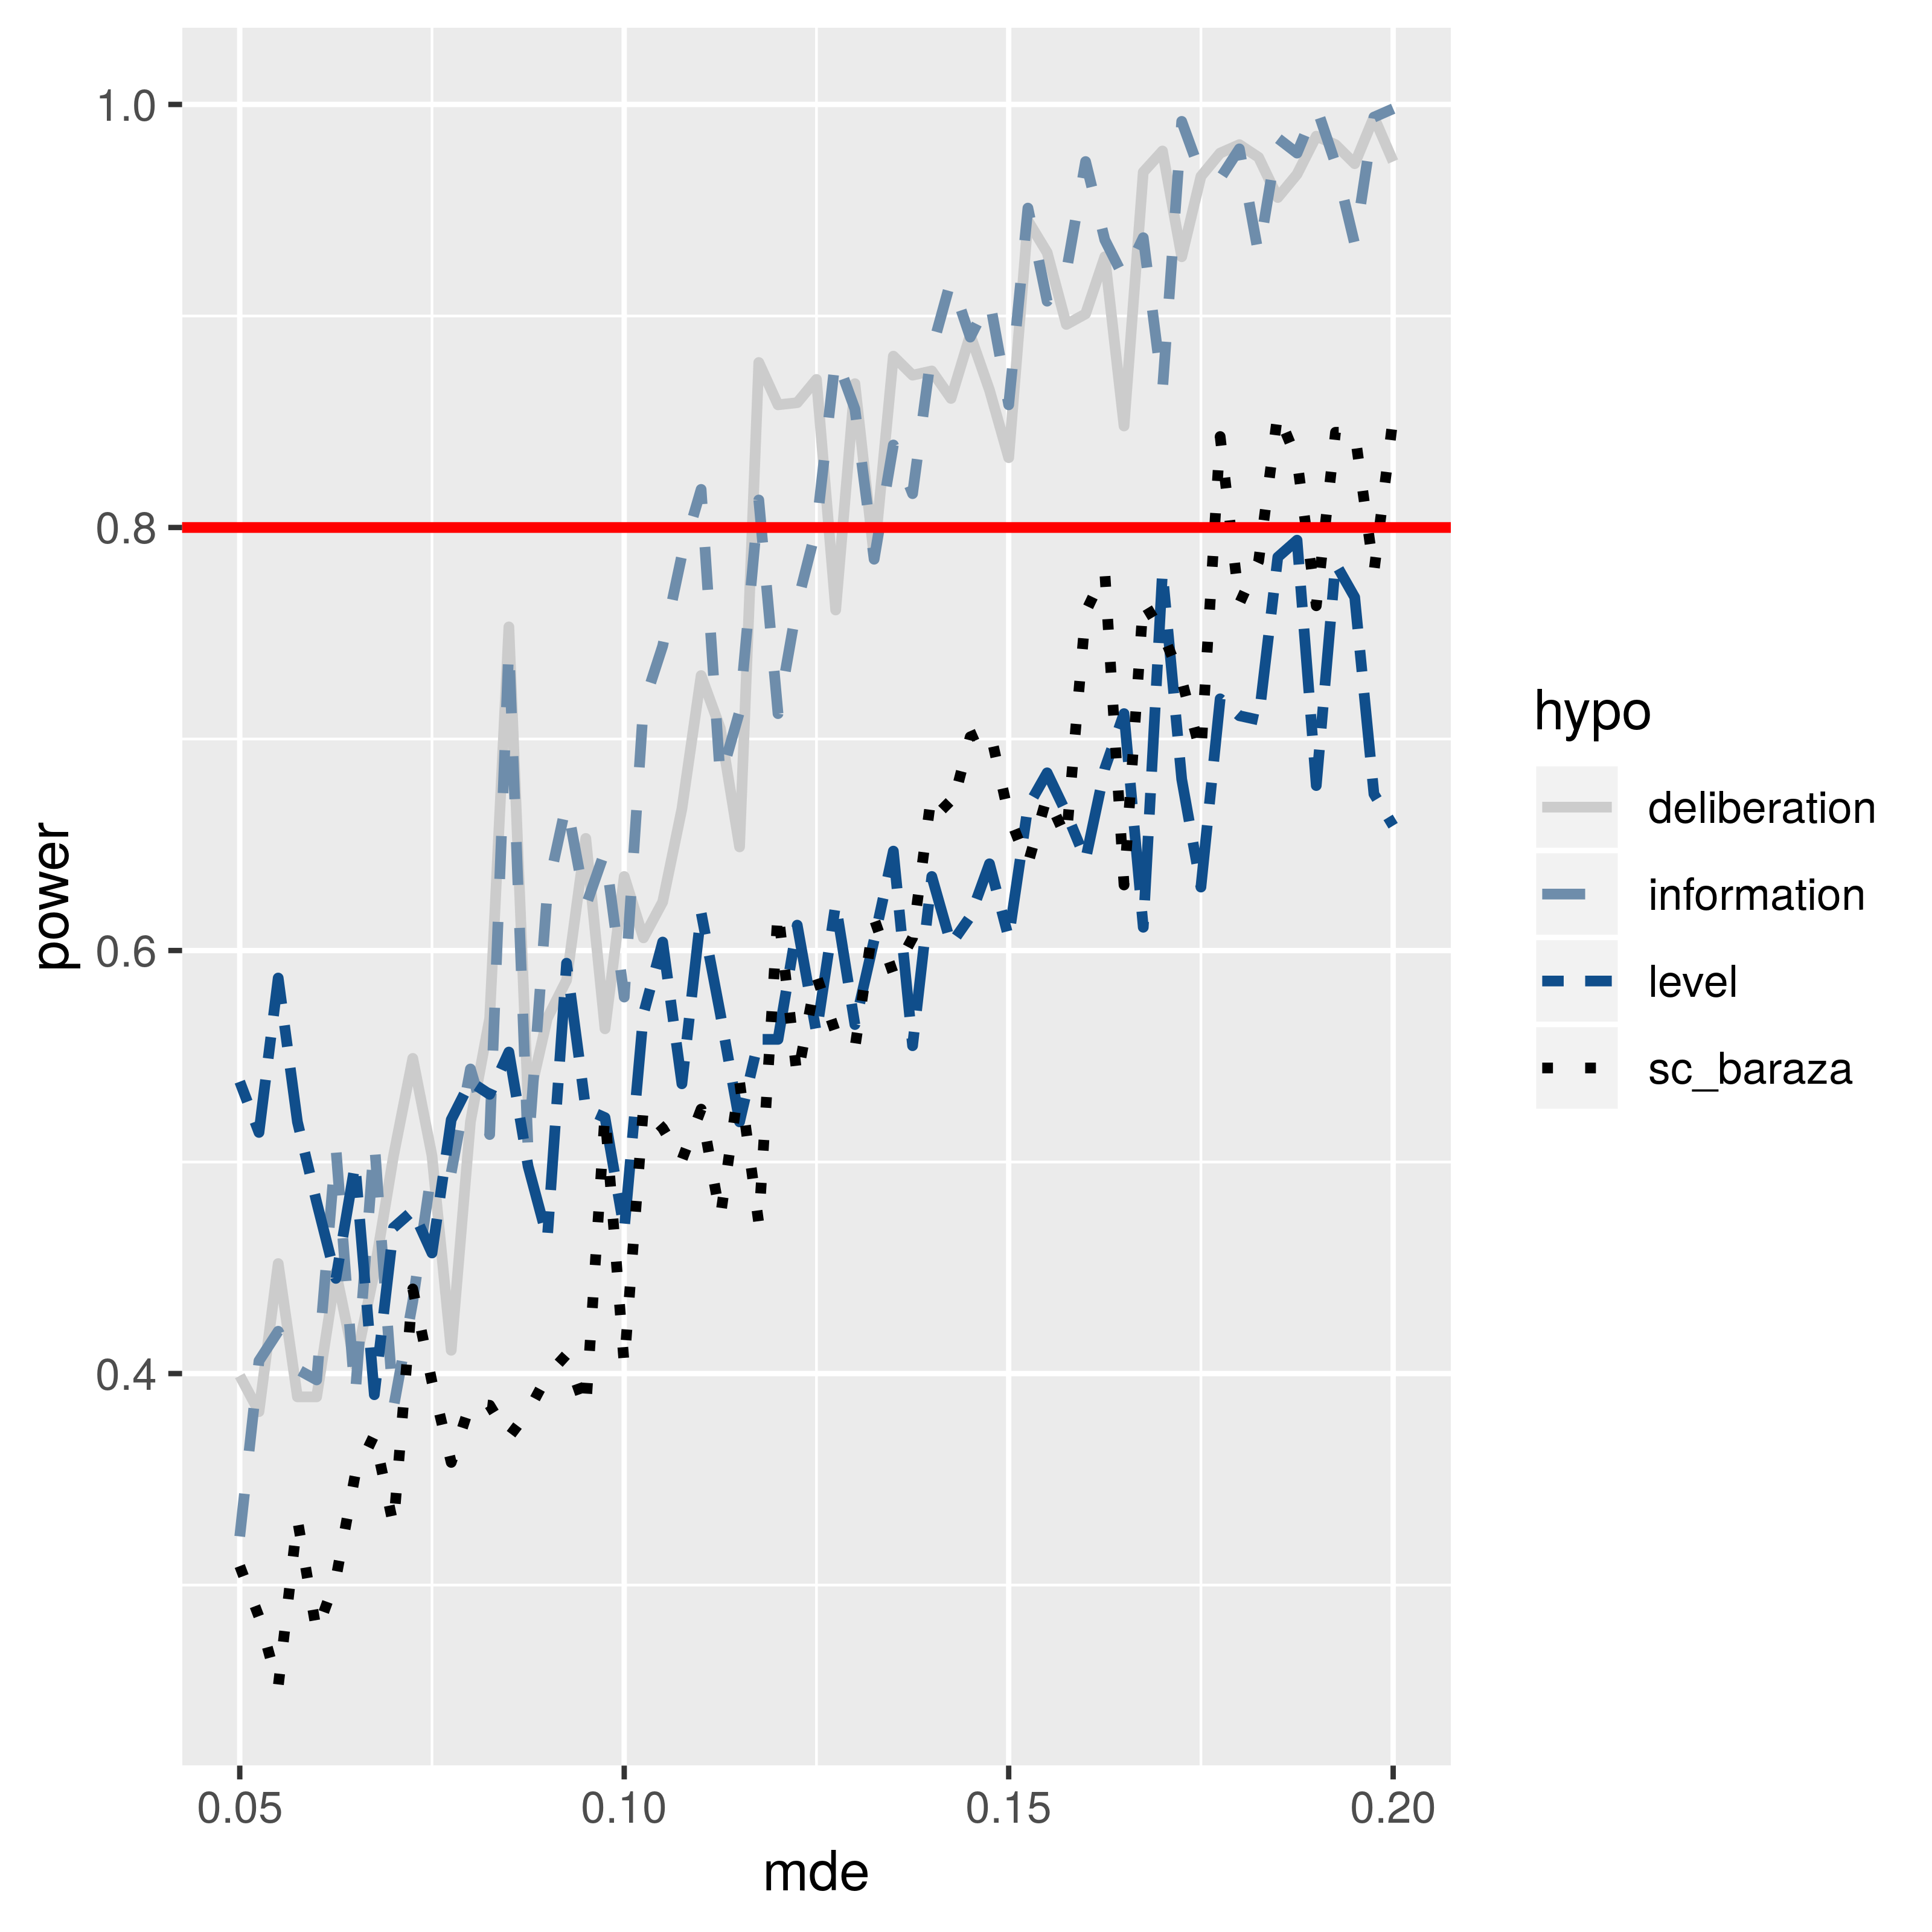 1.0
0.8
0.6
0.4
power
0.05
0.10
0.15
0.20
mde
hypo
deliberation
information
level
sc_baraza